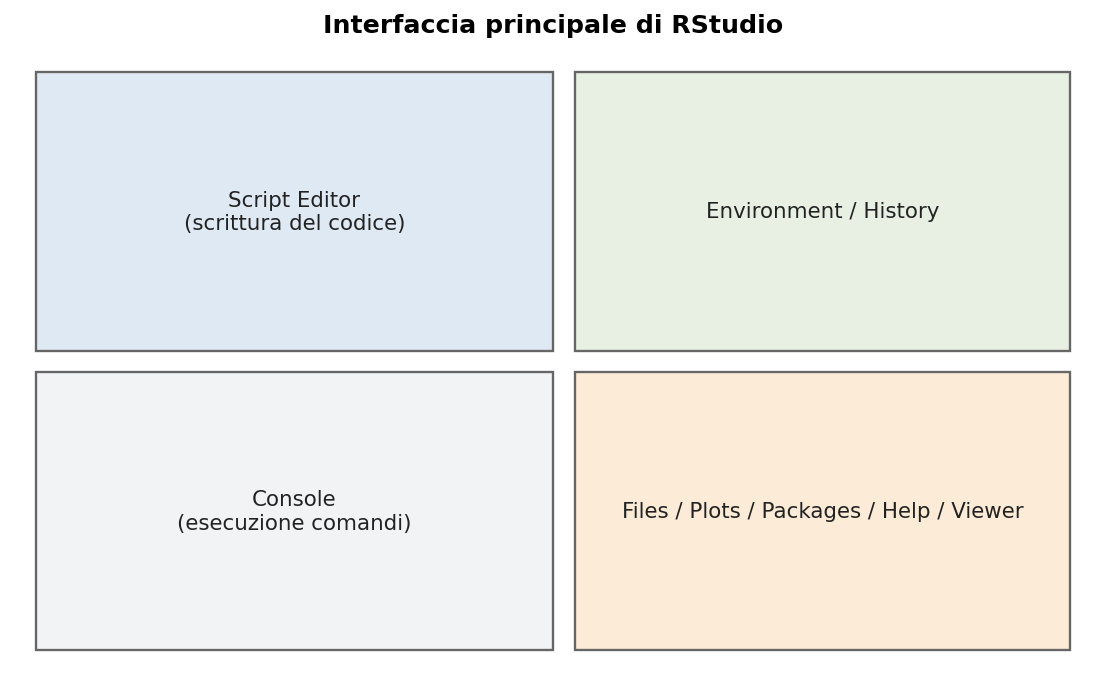 Interfaccia principale di RStudio
Script Editor
(scrittura del codice)
Environment / History
Console
(esecuzione comandi)
Files / Plots / Packages / Help / Viewer